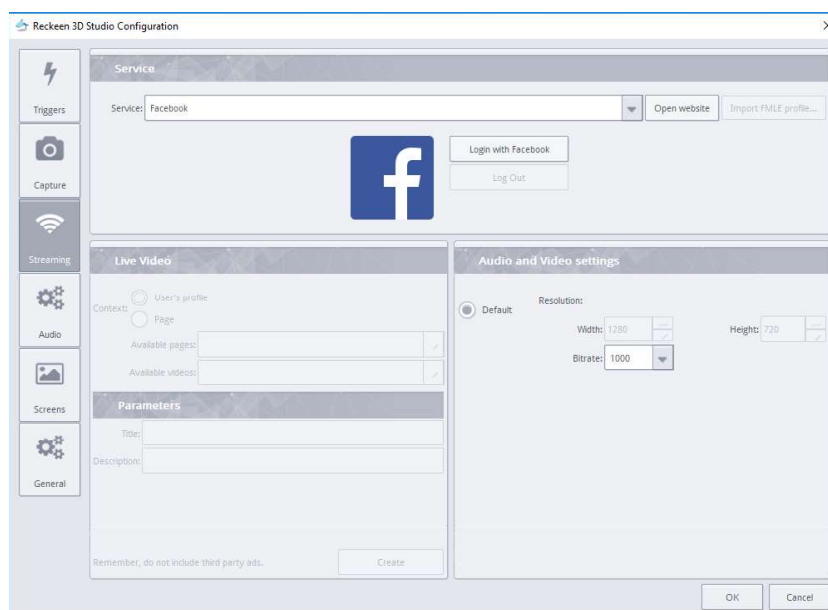 Reckeen 3D Studio Configuration
Triggers
Capture
Streaming
Audio
Screens
General
Service
Service: Facebook
Open website
Import FMLE profile...
Login with Facebook
Log Out
Live Video
Context:
User's profile
Page
Available pages:
Available videos:
Parameters
Title:
Description:
Remember, do not include third party ads.
Create
Audio and Video settings
Default
Resolution:
Width: 1280
Height: 720
Bitrate: 1000
OK
Cancel